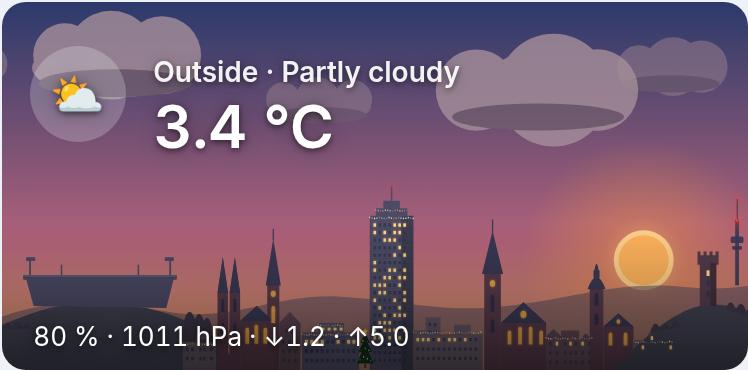 Outside · Partly cloudy
3.4 °C
80 % · 1011 hPa · ↓1.2 · ↑5.0